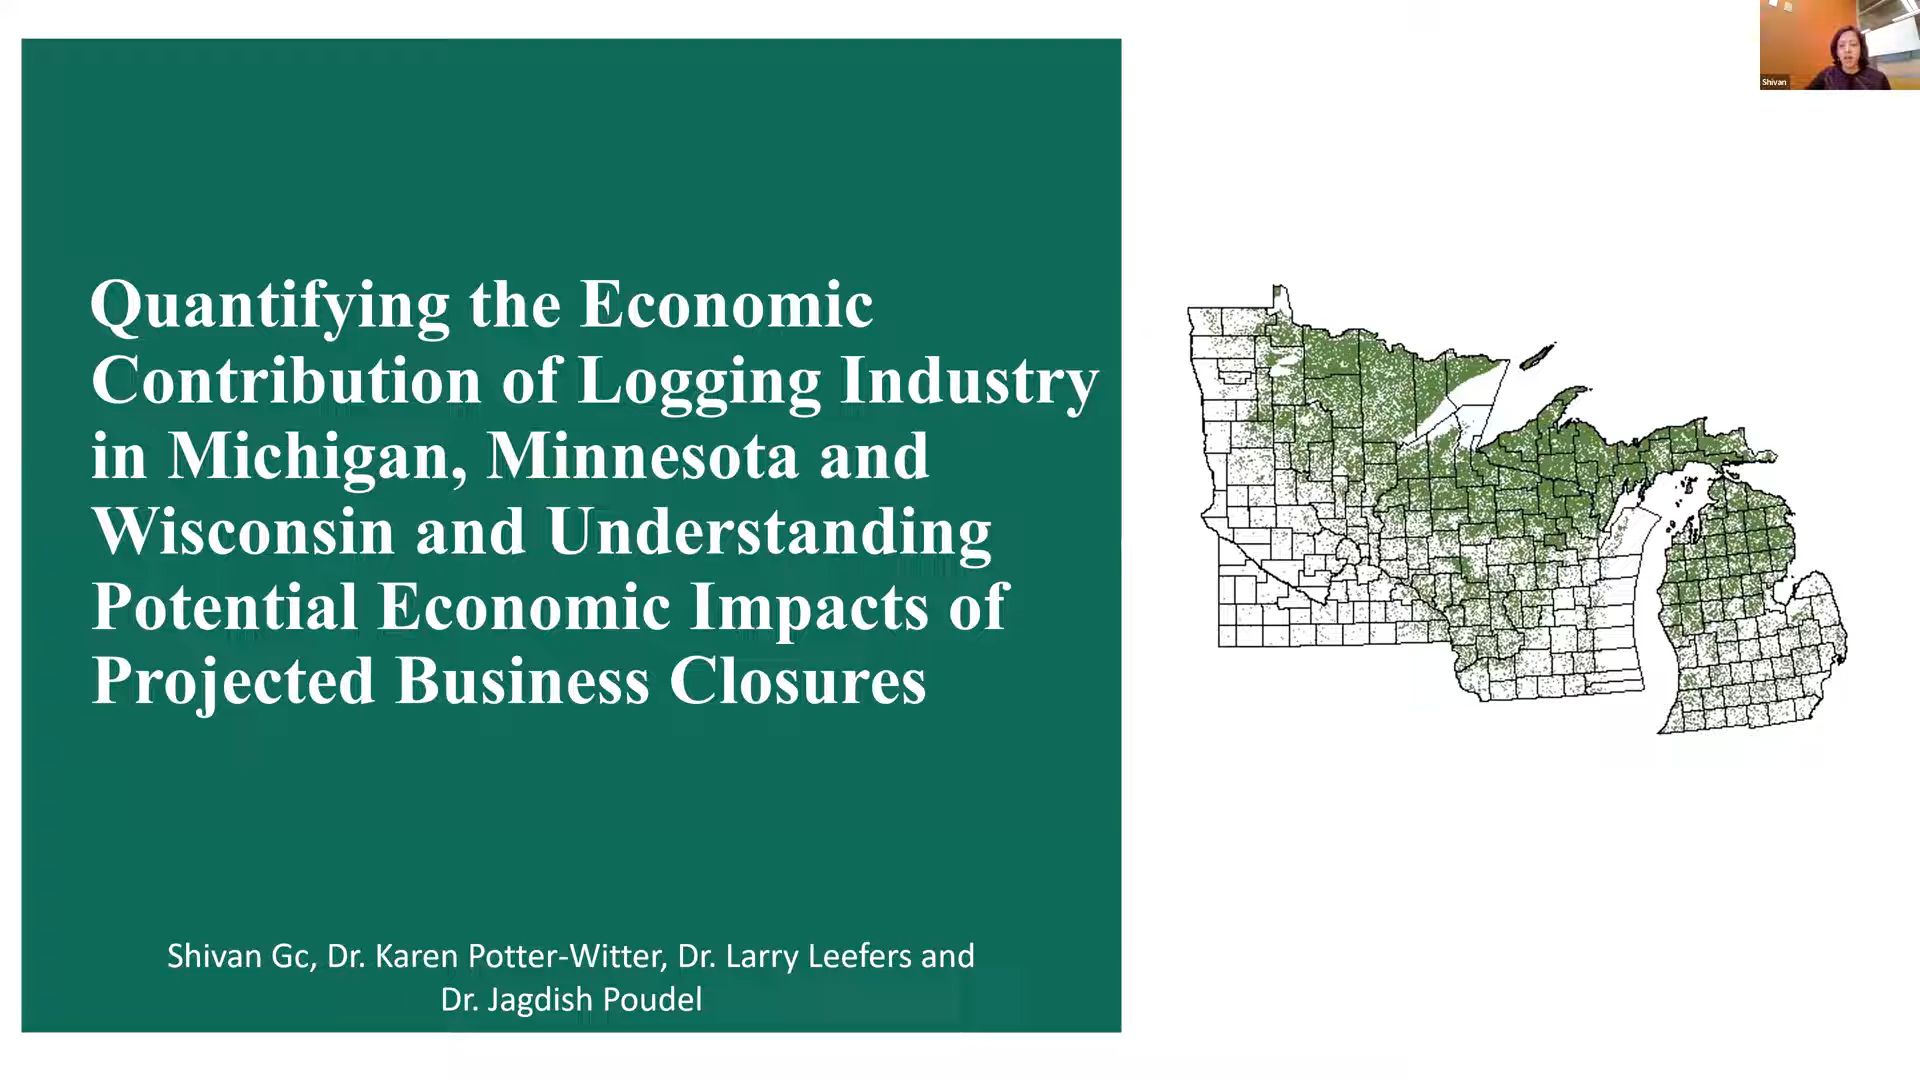 Shivan
Quantifying the Economic
Contribution of Logging Industry
in Michigan, Minnesota and
Wisconsin and Understanding
Potential Economic Impacts of
Projected Business Closures
Shivan Gc, Dr. Karen Potter-Witter, Dr. Larry Leefers and
Dr. Jagdish Poudel